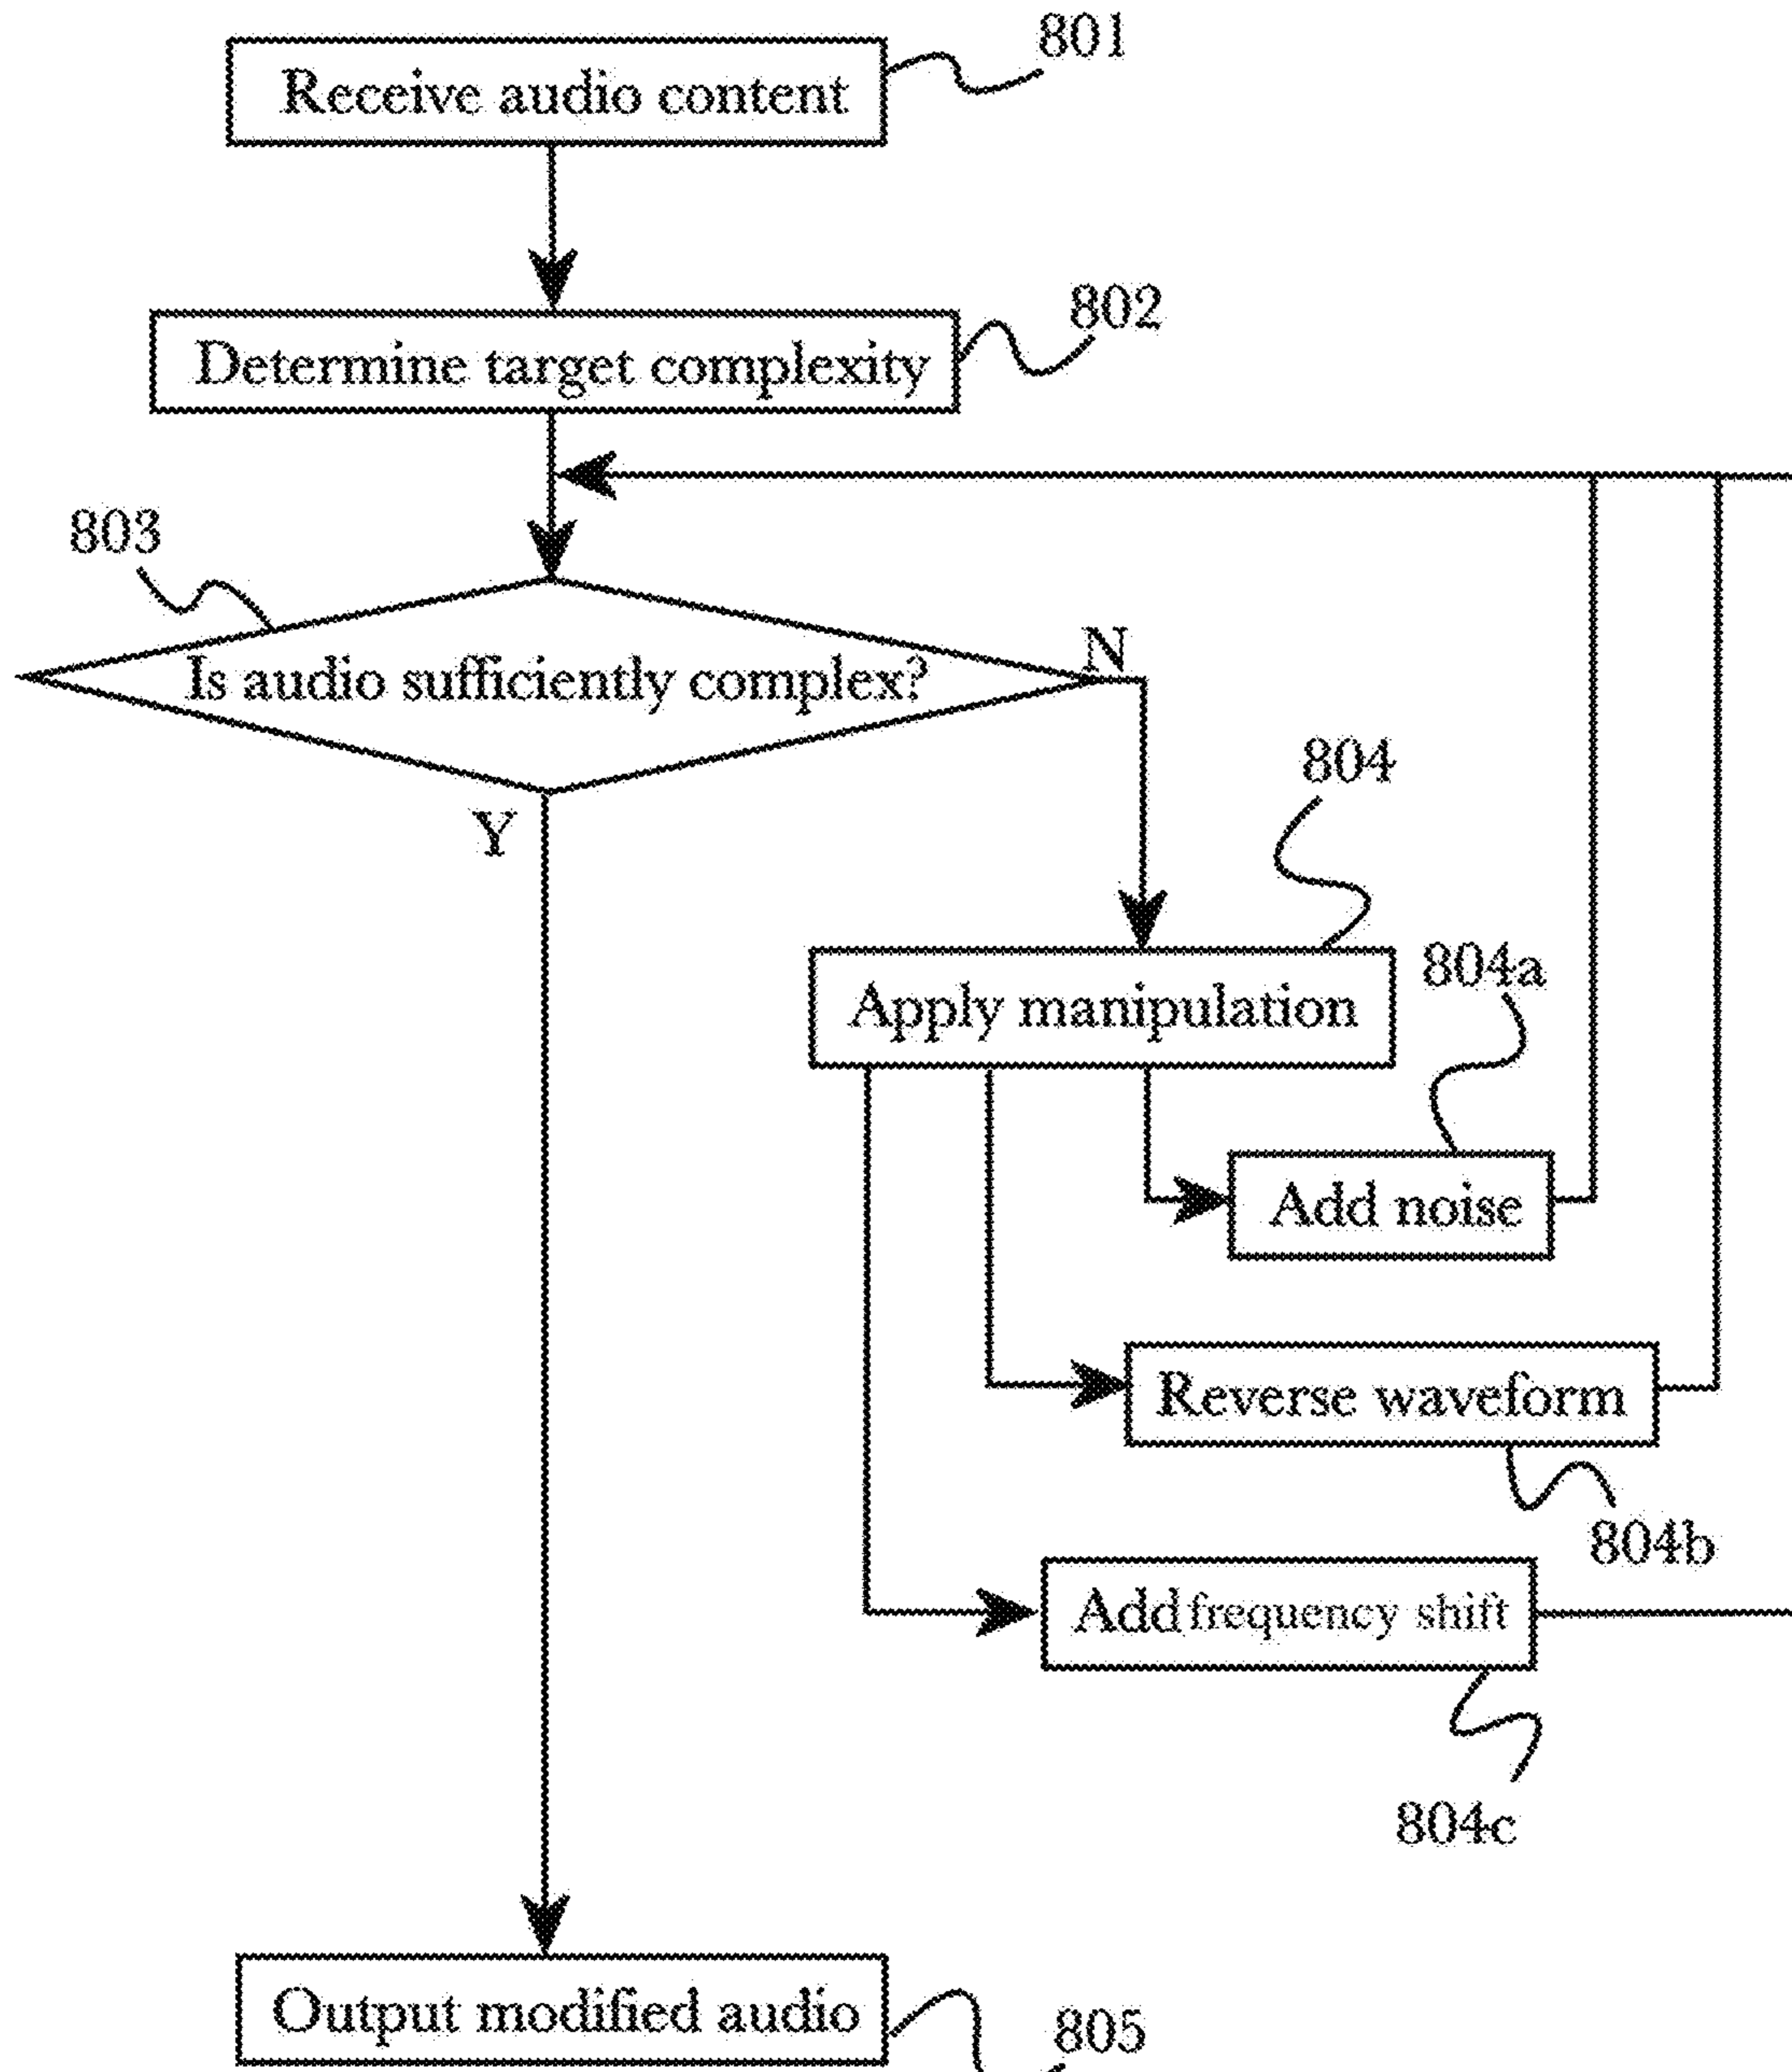 801
Receive audio content
802
Determine target complexity
803
Is audio sufficiently complex?
N
Y
804
Apply manipulation
804a
Add noise
Reverse waveform
804b
Add frequency shift
804c
Output modified audio
805